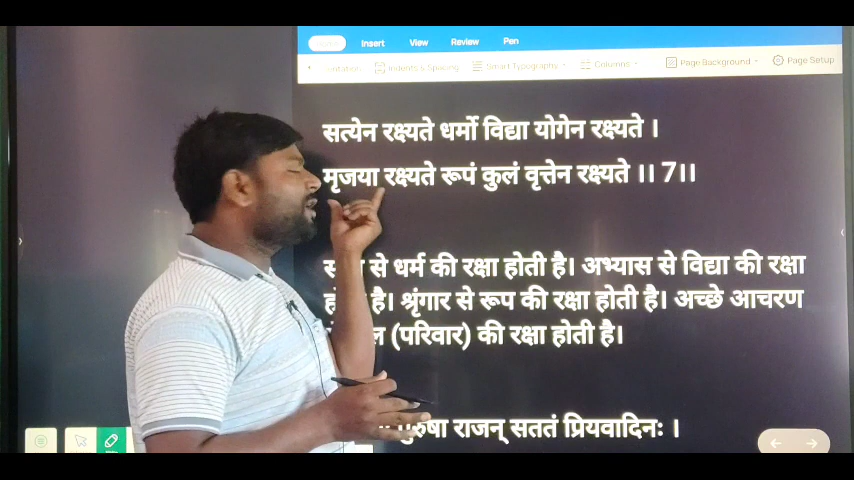 Insert View Review Pen
Indents & Spacing Smart Typography Columns Page Background Page Setup
सत्येन रक्ष्यते धर्मो विद्या योगेन रक्ष्यते ।
मृजया रक्ष्यते रूपं कुलं वृत्तेन रक्ष्यते ।। 7।।
से धर्म की रक्षा होती है। अभ्यास से विद्या की रक्षा
है। श्रृंगार से रूप की रक्षा होती है। अच्छे आचरण
(परिवार) की रक्षा होती है।
राजन् सततं प्रियवादिनः ।